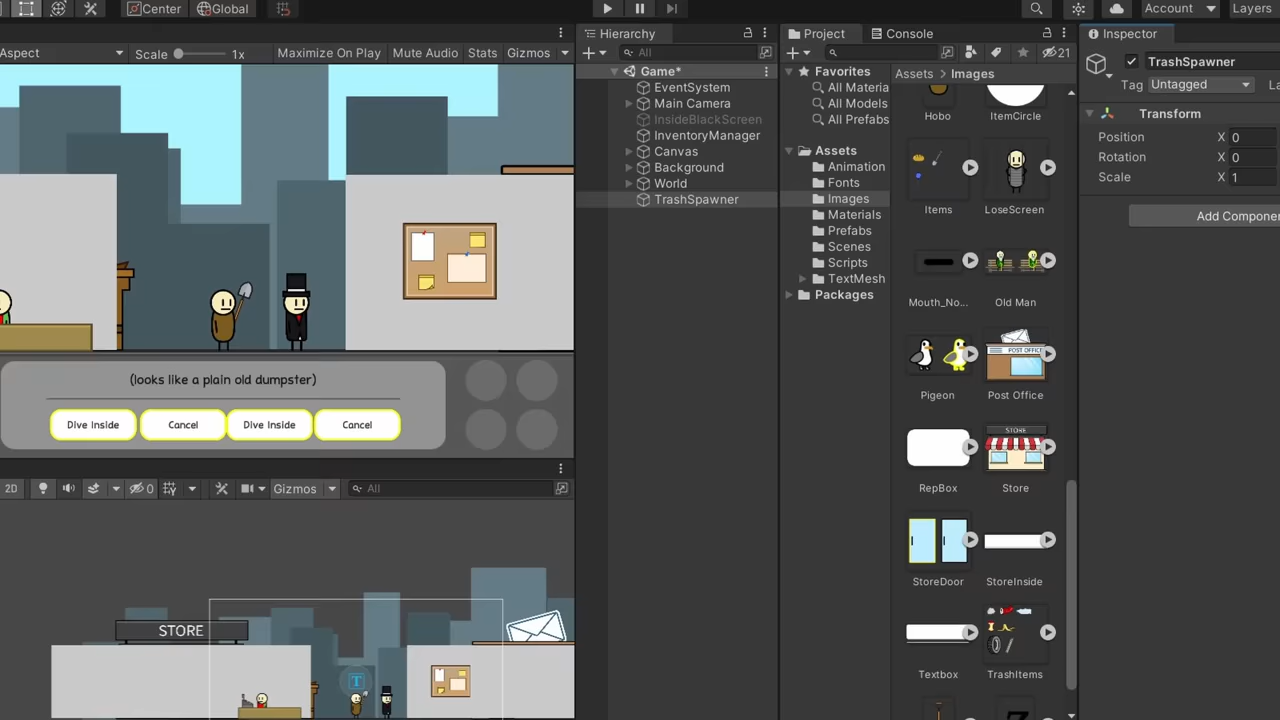 Center Global Account Layers
Hierarchy Project Console Inspector
Aspect Scale 1x Maximize On Play Mute Audio Stats Gizmos
All 21
TrashSpawner
Tag Untagged
Game*
EventSystem
Main Camera
InsideBlackScreen
InventoryManager
Canvas
Background
World
TrashSpawner
Favorites
All Materia
All Models
All Prefabs
Assets
Animation
Fonts
Images
Materials
Prefabs
Scenes
Scripts
TextMesh
Packages
Assets > Images
Hobo ItemCircle
Items LoseScreen
Mouth_No... Old Man
POST OFFICE
Pigeon Post Office
STORE
RepBox Store
StoreDoor StoreInside
Textbox TrashItems
Transform
Position X 0
Rotation X 0
Scale X 1
Add Compone
(looks like a plain old dumpster)
Dive Inside Cancel Dive Inside Cancel
2D 0 Gizmos All
STORE
T